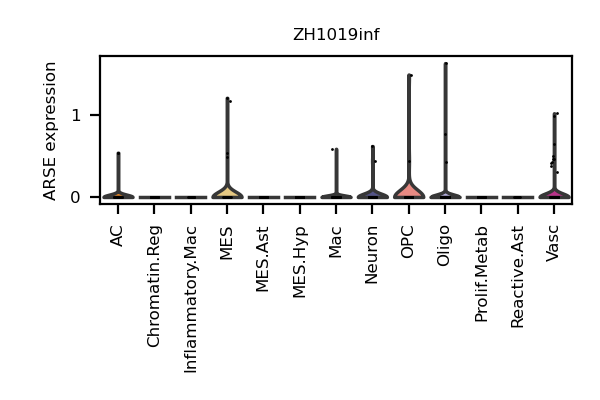 ZH1019inf
ARSE expression
1
0
AC
Chromatin.Reg
Inflammatory.Mac
MES
MES.Ast
MES.Hyp
Mac
Neuron
OPC
Oligo
Prolif.Metab
Reactive.Ast
Vasc